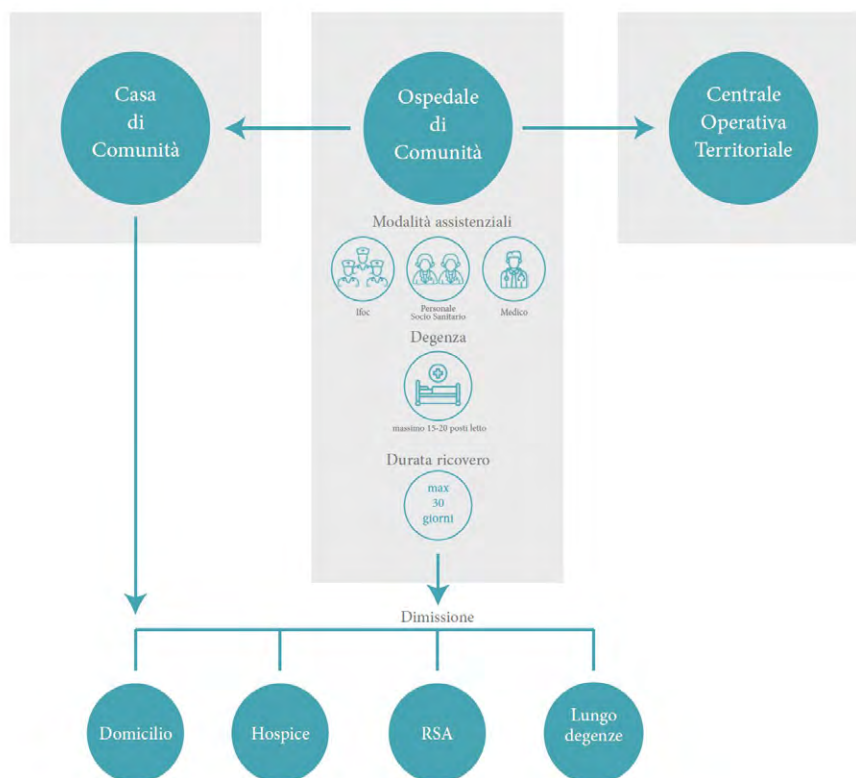 Casa
di
Comunità
Ospedale
di
Comunità
Centrale
Operativa
Territoriale
Modalità assistenziali
Ifoc
Personale
Socio Sanitario
Medico
Degenza
massimo 15-20 posti letto
Durata ricovero
max
30
giorni
Dimissione
Domicilio
Hospice
RSA
Lungo
degenze